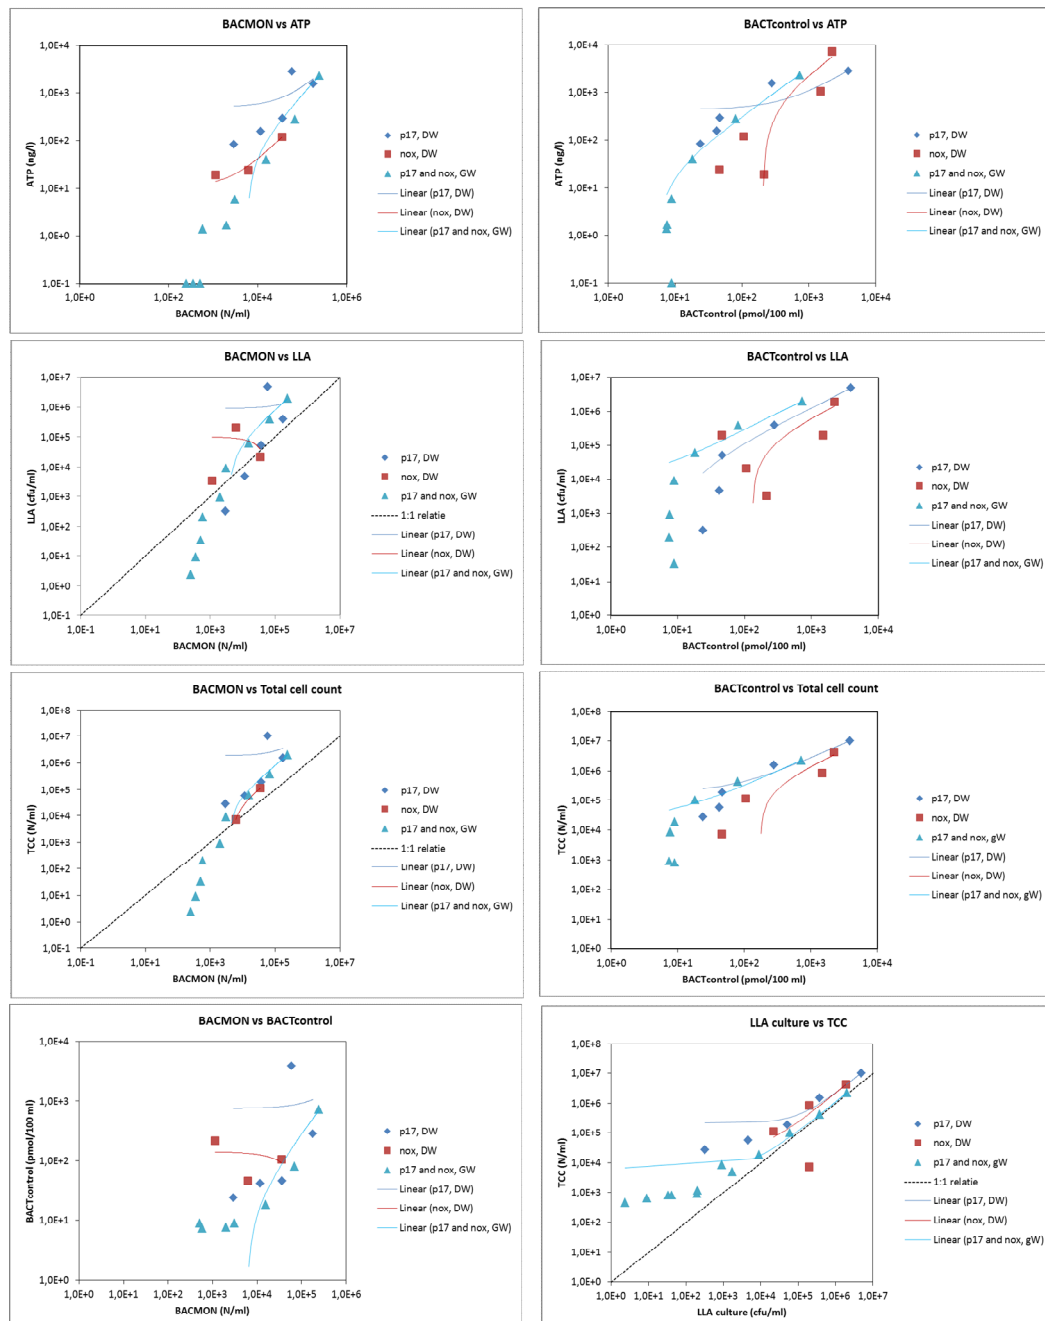 BACMON vs ATP
1,0E+4
1,0E+3
1,0E+2
1,0E+1
1,0E+0
1,0E-1
ATP (ng/l)
1,0E+0
1,0E+2
1,0E+4
1,0E+6
BACMON (N/ml)
p17, DW
nox, DW
p17 and nox, GW
Linear (p17, DW)
Linear (nox, DW)
Linear (p17 and nox, GW)
BACTcontrol vs ATP
1,0E+4
1,0E+3
1,0E+2
1,0E+1
1,0E+0
1,0E-1
ATP (ng/l)
1,0E+0
1,0E+1
1,0E+2
1,0E+3
1,0E+4
BACTcontrol (pmol/100 ml)
p17, DW
nox, DW
p17 and nox, GW
Linear (p17, DW)
Linear (nox, DW)
Linear (p17 and nox, GW)
BACMON vs LLA
1,0E+7
1,0E+6
1,0E+5
1,0E+4
1,0E+3
1,0E+2
1,0E+1
1,0E+0
1,0E-1
LLA (cfu/ml)
1,0E-1
1,0E+1
1,0E+3
1,0E+5
1,0E+7
BACMON (N/ml)
p17, DW
nox, DW
p17 and nox, GW
1:1 relatie
Linear (p17, DW)
Linear (nox, DW)
Linear (p17 and nox, GW)
BACTcontrol vs LLA
1,0E+7
1,0E+6
1,0E+5
1,0E+4
1,0E+3
1,0E+2
1,0E+1
1,0E+0
LLA (cfu/ml)
1,0E+0
1,0E+1
1,0E+2
1,0E+3
1,0E+4
BACTcontrol (pmol/100 ml)
p17, DW
nox, DW
p17 and nox, GW
Linear (p17, DW)
Linear (nox, DW)
Linear (p17 and nox, GW)
BACMON vs Total cell count
1,0E+8
1,0E+7
1,0E+6
1,0E+5
1,0E+4
1,0E+3
1,0E+2
1,0E+1
1,0E+0
1,0E-1
TCC (N/ml)
1,0E-1
1,0E+1
1,0E+3
1,0E+5
1,0E+7
BACMON (N/ml)
p17, DW
nox, DW
p17 and nox, GW
1:1 relatie
Linear (p17, DW)
Linear (nox, DW)
Linear (p17 and nox, GW)
BACTcontrol vs Total cell count
1,0E+8
1,0E+7
1,0E+6
1,0E+5
1,0E+4
1,0E+3
1,0E+2
1,0E+1
1,0E+0
TCC (N/ml)
1,0E+0
1,0E+1
1,0E+2
1,0E+3
1,0E+4
BACTcontrol (pmol/100 ml)
p17, DW
nox, DW
p17 and nox, gW
Linear (p17, DW)
Linear (nox, DW)
Linear (p17 and nox, gW)
BACMON vs BACTcontrol
1,0E+4
1,0E+3
1,0E+2
1,0E+1
1,0E+0
BACTcontrol (pmol/100 ml)
1,0E+0
1,0E+1
1,0E+2
1,0E+3
1,0E+4
1,0E+5
1,0E+6
BACMON (N/ml)
p17, DW
nox, DW
p17 and nox, GW
Linear (p17, DW)
Linear (nox, DW)
Linear (p17 and nox, GW)
LLA culture vs TCC
1,0E+8
1,0E+7
1,0E+6
1,0E+5
1,0E+4
1,0E+3
1,0E+2
1,0E+1
1,0E+0
TCC (N/ml)
1,0E+0
1,0E+1
1,0E+2
1,0E+3
1,0E+4
1,0E+5
1,0E+6
1,0E+7
LLA culture (cfu/ml)
p17, DW
nox, DW
p17 and nox, gW
1:1 relatie
Linear (p17, DW)
Linear (nox, DW)
Linear (p17 and nox, gW)